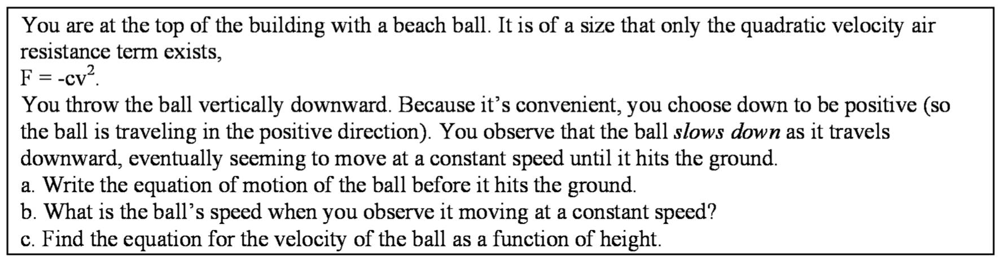 You are at the top of the building with a beach ball. It is of a size that only the quadratic velocity air
resistance term exists,
F = -cv².
You throw the ball vertically downward. Because it's convenient, you choose down to be positive (so
the ball is traveling in the positive direction). You observe that the ball slows down as it travels
downward, eventually seeming to move at a constant speed until it hits the ground.
a. Write the equation of motion of the ball before it hits the ground.
b. What is the ball's speed when you observe it moving at a constant speed?
c. Find the equation for the velocity of the ball as a function of height.